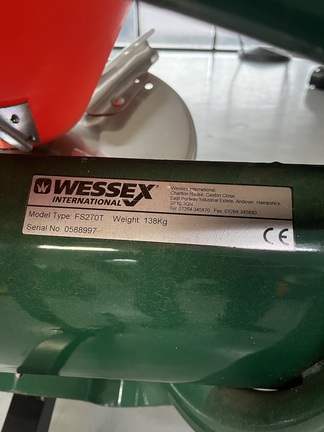 WESSEX
INTERNATIONAL
Wessex International,
Charlton House, Caxton Close,
East Portway Industrial Estate, Andover, Hampshire
Tel: 01264 345870 Fax: 01264 345880
Model Type: FS270T Weight: 138Kg
Serial No: 0588997
CE